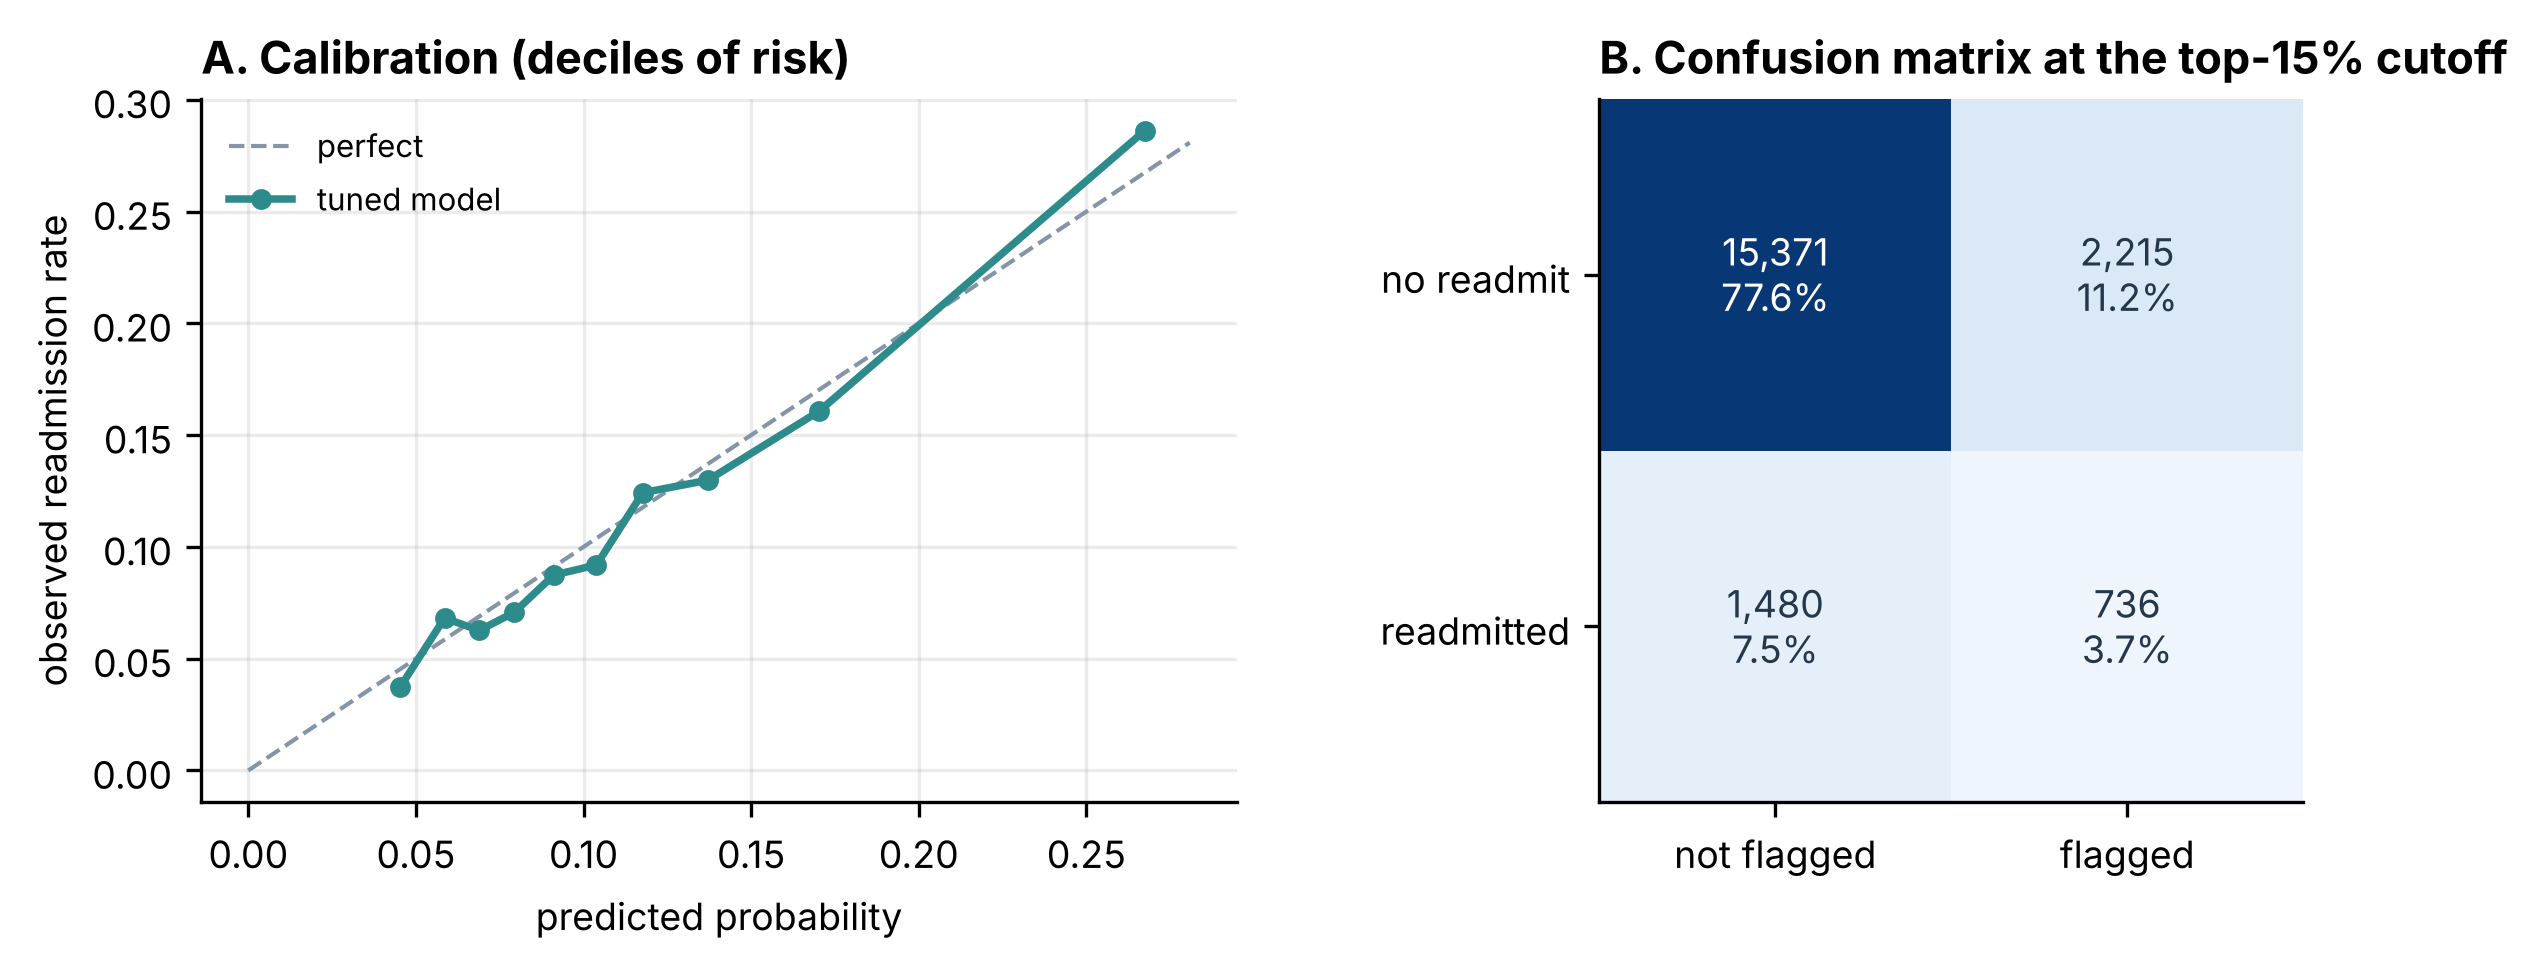 A. Calibration (deciles of risk)
0.30
0.25
0.20
0.15
0.10
0.05
0.00
observed readmission rate
perfect
tuned model
0.00 0.05 0.10 0.15 0.20 0.25
predicted probability
B. Confusion matrix at the top-15% cutoff
no readmit
readmitted
15,371
77.6%
2,215
11.2%
1,480
7.5%
736
3.7%
not flagged
flagged